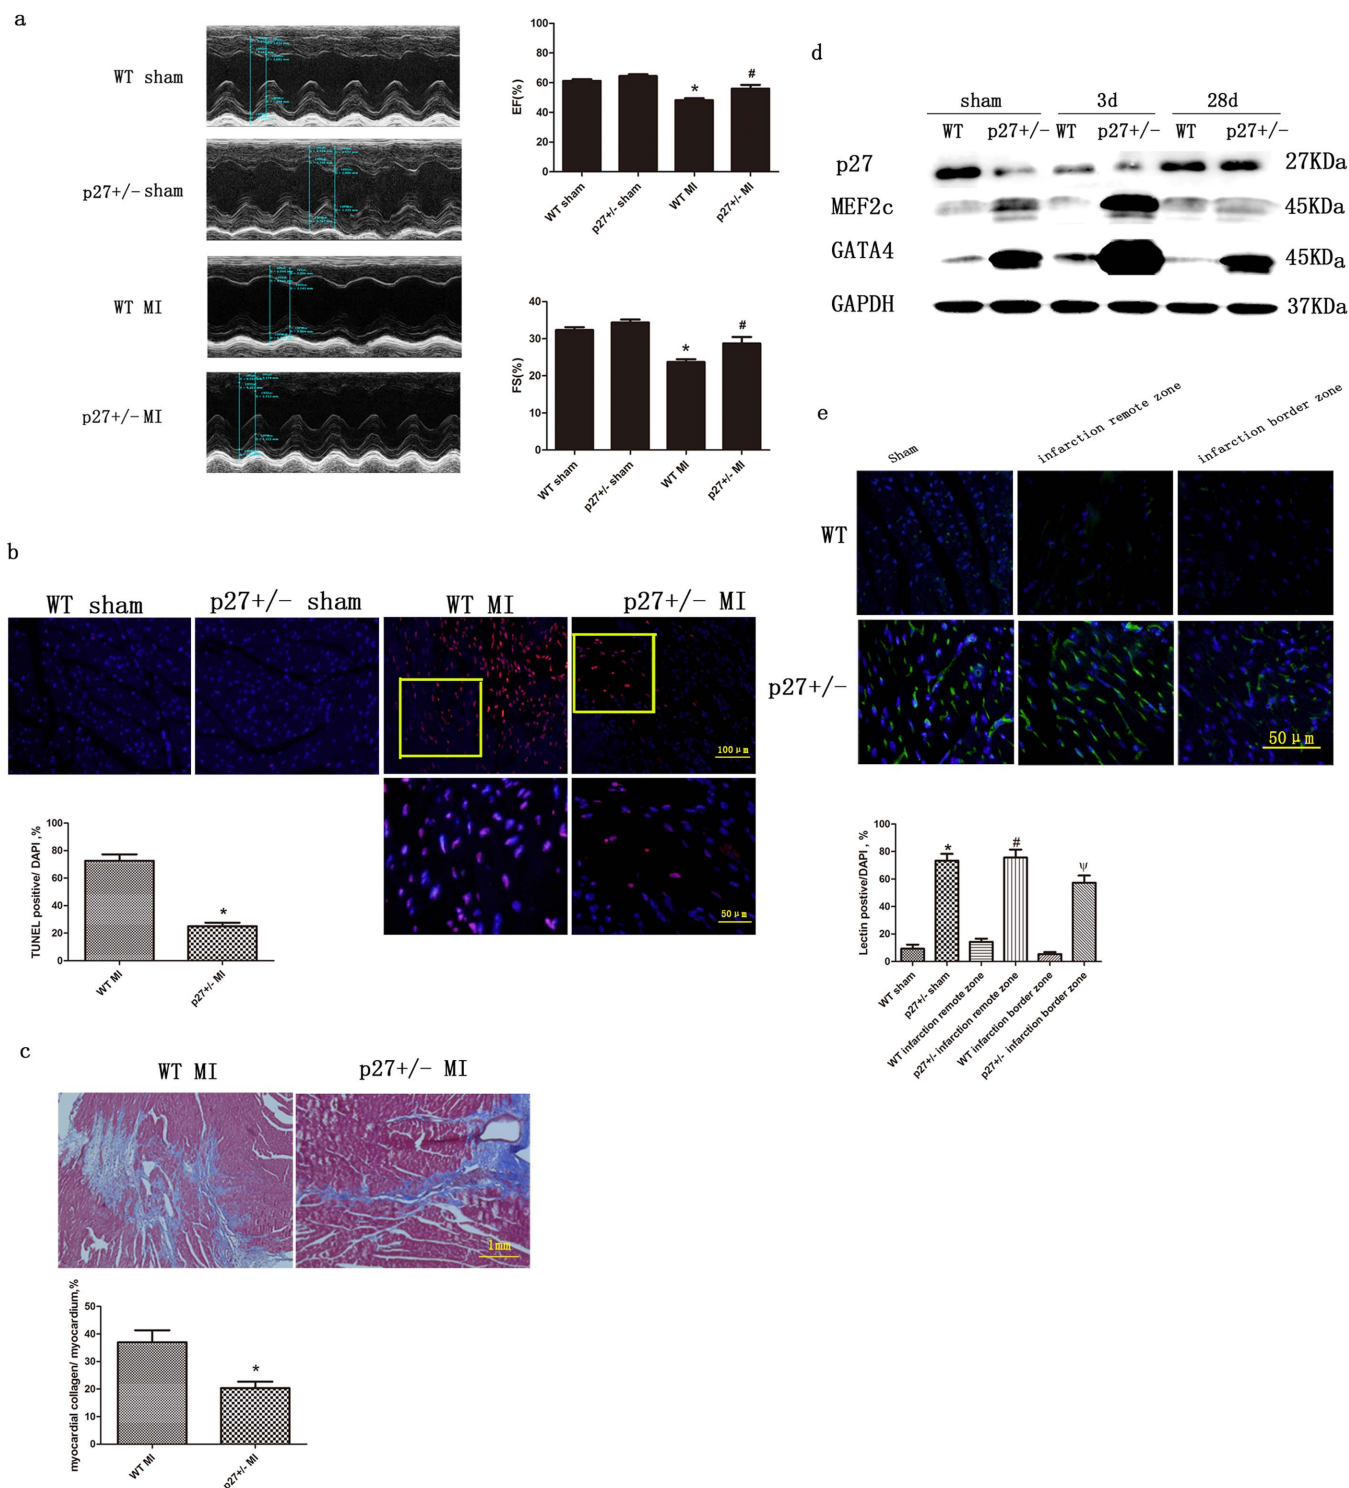 a
WT sham
p27+/- sham
WT MI
p27+/- MI
EF(%)
100
80
60
40
20
0
*
#
WT sham
p27+/- sham
WT MI
p27+/- MI
FS(%)
40
30
20
10
0
*
#
WT sham
p27+/- sham
WT MI
p27+/- MI
b
WT sham
p27+/- sham
WT MI
p27+/- MI
100μm
50μm
TUNEL positive/ DAPI ,%
100
80
60
40
20
0
*
WT MI
p27+/- MI
c
WT MI
p27+/- MI
1mm
myocardial collagen/ myocardium,%
50
40
30
20
10
0
*
WT MI
p27+/- MI
d
sham 3d 28d
WT p27+/- WT p27+/- WT p27+/-
p27 27KDa
MEF2c 45KDa
GATA4 45KDa
GAPDH 37KDa
e
Sham
infarction remote zone
infarction border zone
WT
p27+/-
50μm
Lectin postive/DAPI , %
100
80
60
40
20
0
*
#
ψ
WT sham
p27+/- sham
WT infarction remote zone
p27+/- infarction remote zone
WT infarction border zone
p27+/- infarction border zone